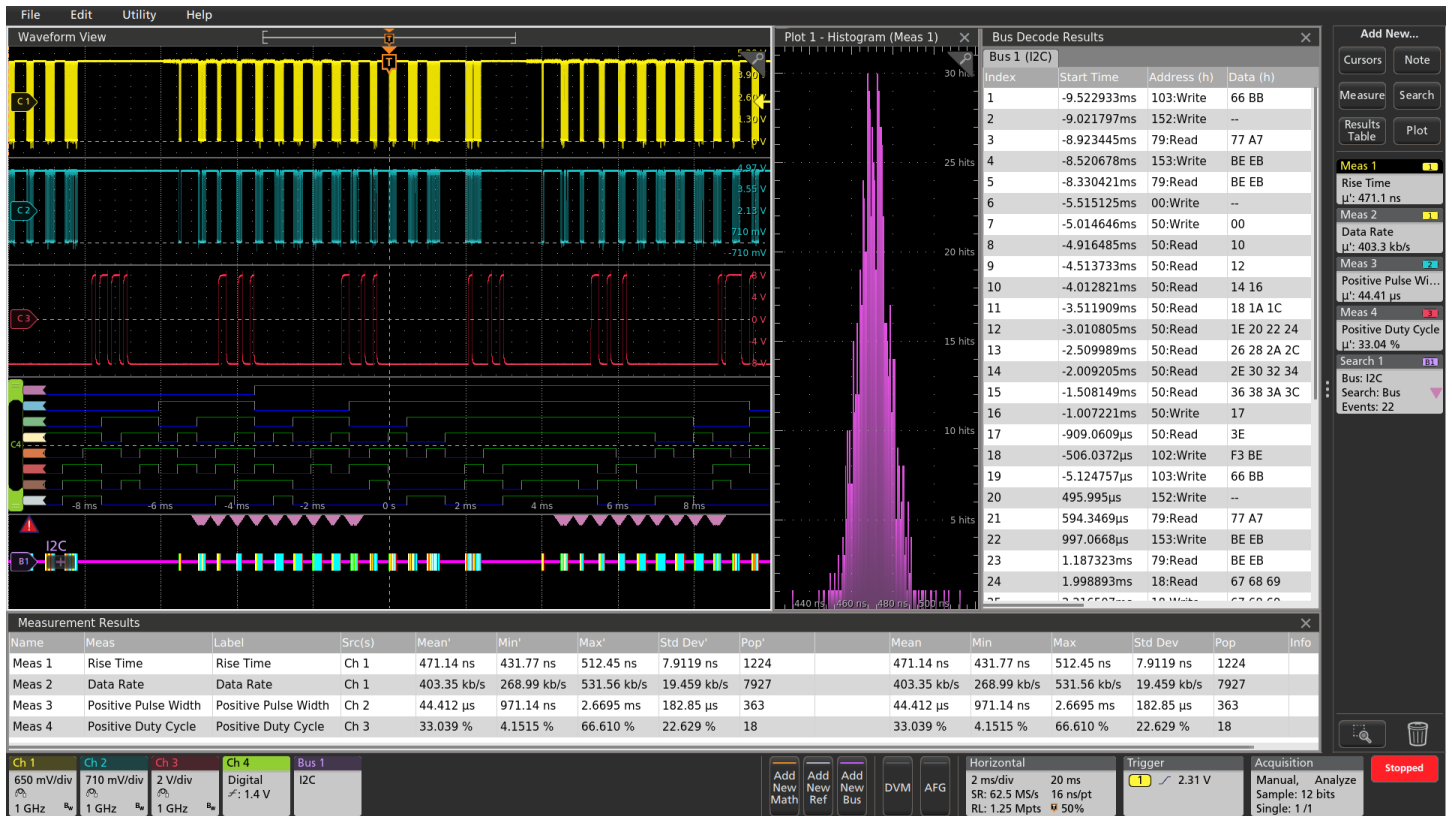 File Edit Utility Help
Waveform View
T
T
C 1
3.90
2.60
1.30 V
0 V
C 2
4.97 V
3.55 V
2.13 V
710 mV
-710 mV
C 3
8 V
4 V
0 V
-4 V
-8 V
C4
-8 ms -6 ms -4 ms -2 ms 0 s 2 ms 4 ms 6 ms 8 ms
!
B1 I2C
+
Plot 1 - Histogram (Meas 1)
30 hits
25 hits
20 hits
15 hits
10 hits
5 hits
440 ns 460 ns 480 ns 500 ns
Bus Decode Results
Bus 1 (I2C)
Index Start Time Address (h) Data (h)
1 -9.522933ms 103:Write 66 BB
2 -9.021797ms 152:Write --
3 -8.923445ms 79:Write 77 A7
4 -8.520678ms 153:Write BE EB
5 -8.330421ms 79:Read BE EB
6 -5.515125ms 00:Write --
7 -5.014646ms 50:Write 00
8 -4.916485ms 50:Read 10
9 -4.513733ms 50:Read 12
10 -4.012821ms 50:Read 14 16
11 -3.511909ms 50:Read 18 1A 1C
12 -3.010805ms 50:Read 1E 20 22 24
13 -2.509989ms 50:Read 26 28 2A 2C
14 -2.009205ms 50:Read 2E 30 32 34
15 -1.508149ms 50:Read 36 38 3A 3C
16 -1.007221ms 50:Write 17
17 -909.0609µs 50:Read 3E
18 -506.0372µs 102:Write F3 BE
19 -5.124757µs 103:Write 66 BB
20 495.995µs 152:Write --
21 594.3469µs 79:Read 77 A7
22 997.0668µs 153:Write BE EB
23 1.187323ms 79:Read BE EB
24 1.998893ms 18:Read 67 68 69
Add New...
Cursors Note
Measure Search
Results Table Plot
Meas 1 1
Rise Time
µ': 471.1 ns
Meas 2 1
Data Rate
µ': 403.3 kb/s
Meas 3 2
Positive Pulse Wi...
µ': 44.41 µs
Meas 4 3
Positive Duty Cycle
µ': 33.04 %
Search 1 B1
Bus: I2C
Search: Bus
Events: 22
Measurement Results
Name Meas Label Src(s) Mean' Min' Max' Std Dev' Pop' Mean Min Max Std Dev Pop Info
Meas 1 Rise Time Rise Time Ch 1 471.14 ns 431.77 ns 512.45 ns 7.9119 ns 1224 471.14 ns 431.77 ns 512.45 ns 7.9119 ns 1224
Meas 2 Data Rate Data Rate Ch 1 403.35 kb/s 268.99 kb/s 531.56 kb/s 19.459 kb/s 7927 403.35 kb/s 268.99 kb/s 531.56 kb/s 19.459 kb/s 7927
Meas 3 Positive Pulse Width Positive Pulse Width Ch 2 44.412 µs 971.14 ns 2.6695 ms 182.85 µs 363 44.412 µs 971.14 ns 2.6695 ms 182.85 µs 363
Meas 4 Positive Duty Cycle Positive Duty Cycle Ch 3 33.039 % 4.1515 % 66.610 % 22.629 % 18 33.039 % 4.1515 % 66.610 % 22.629 % 18
Ch 1
650 mV/div
1 GHz Bw
Ch 2
710 mV/div
1 GHz Bw
Ch 3
2 V/div
1 GHz Bw
Ch 4
Digital
: 1.4 V
Bus 1
I2C
Add New Math
Add New Ref
Add New Bus
DVM
AFG
Horizontal
2 ms/div 20 ms
SR: 62.5 MS/s 16 ns/pt
RL: 1.25 Mpts 50%
Trigger
1 2.31 V
Acquisition
Manual, Analyze
Sample: 12 bits
Single: 1 /1
Stopped